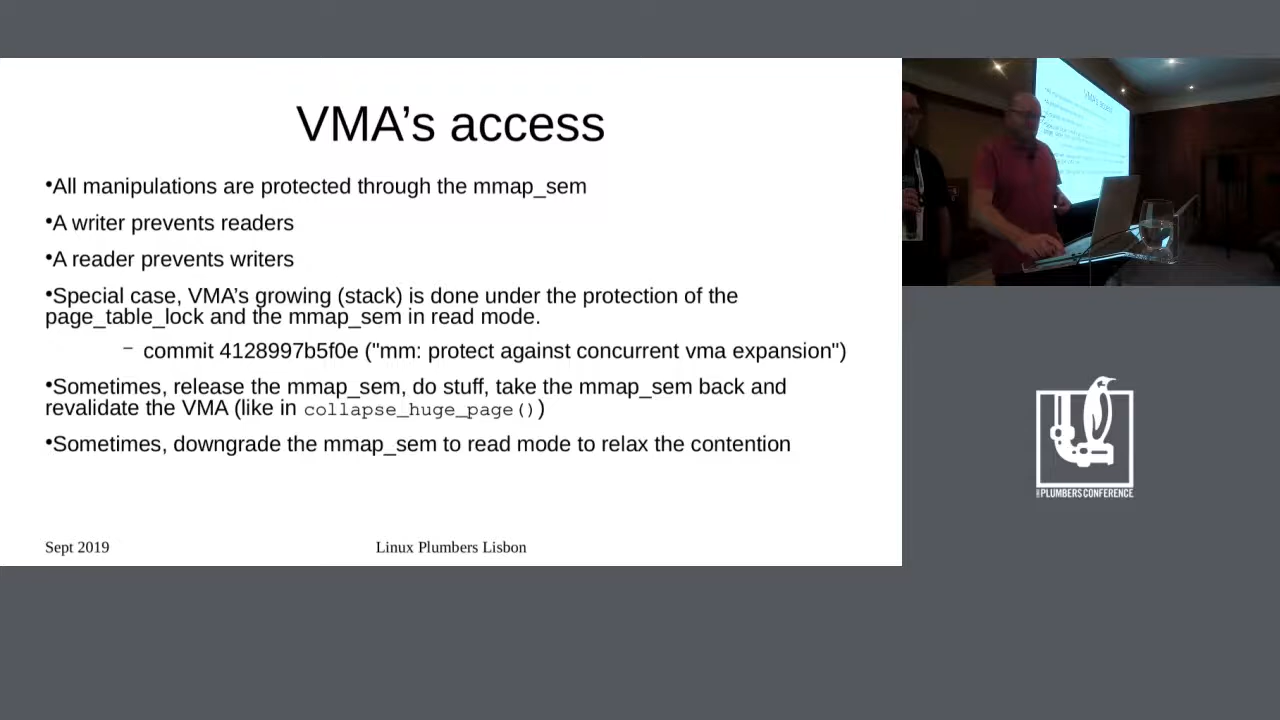 VMA’s access
•All manipulations are protected through the mmap_sem
•A writer prevents readers
•A reader prevents writers
•Special case, VMA’s growing (stack) is done under the protection of the
page_table_lock and the mmap_sem in read mode.
– commit 4128997b5f0e ("mm: protect against concurrent vma expansion")
•Sometimes, release the mmap_sem, do stuff, take the mmap_sem back and
revalidate the VMA (like in collapse_huge_page())
•Sometimes, downgrade the mmap_sem to read mode to relax the contention
Sept 2019
Linux Plumbers Lisbon
VMA's access
PLUMBERS CONFERENCE